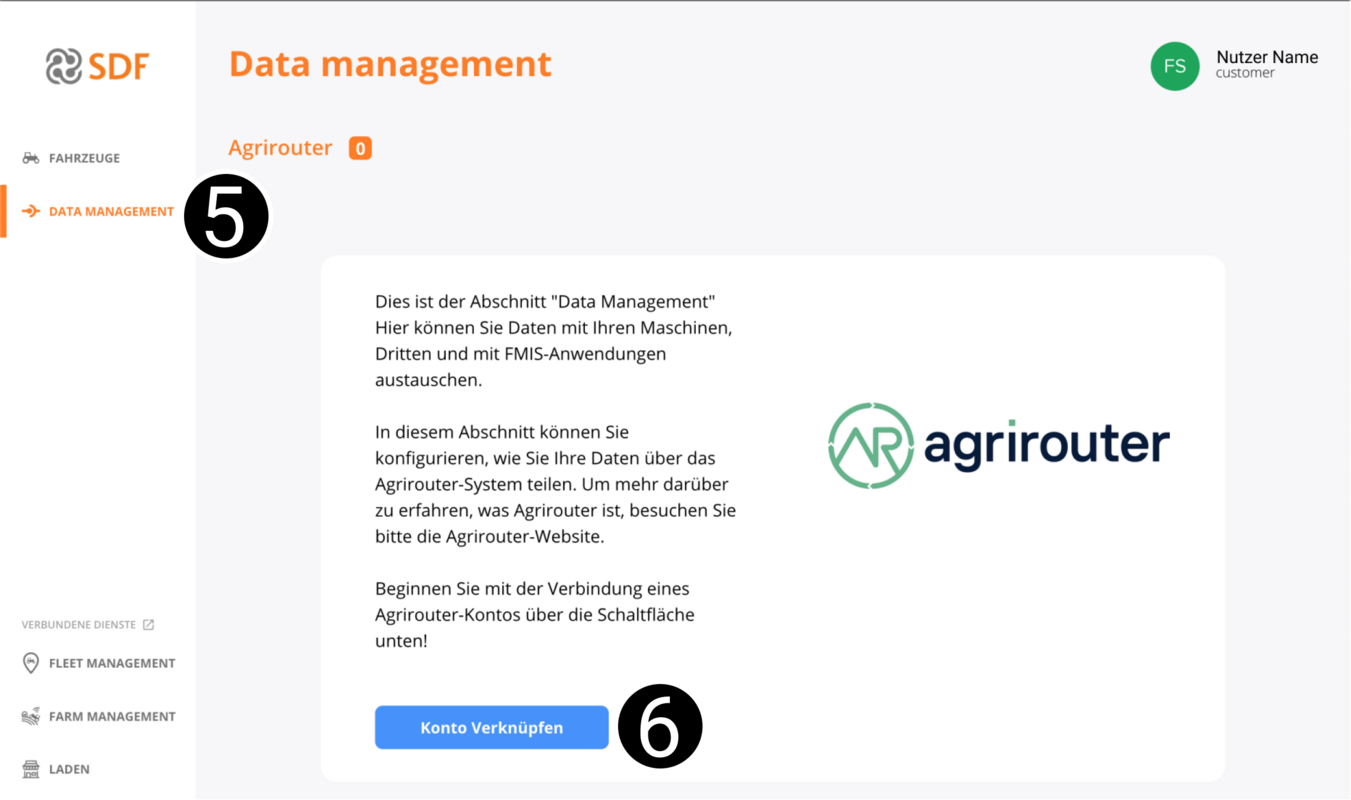 SDF
Data management
FS
Nutzer Name
customer
Agrirouter 0
FAHRZEUGE
DATA MANAGEMENT
5
Dies ist der Abschnitt "Data Management"
Hier können Sie Daten mit Ihren Maschinen,
Dritten und mit FMIS-Anwendungen
austauschen.
In diesem Abschnitt können Sie
konfigurieren, wie Sie Ihre Daten über das
Agrirouter-System teilen. Um mehr darüber
zu erfahren, was Agrirouter ist, besuchen Sie
bitte die Agrirouter-Website.
Beginnen Sie mit der Verbindung eines
Agrirouter-Kontos über die Schaltfläche
unten!
Konto Verknüpfen
6
AR agrirouter
VERBUNDENE DIENSTE
FLEET MANAGEMENT
FARM MANAGEMENT
LADEN